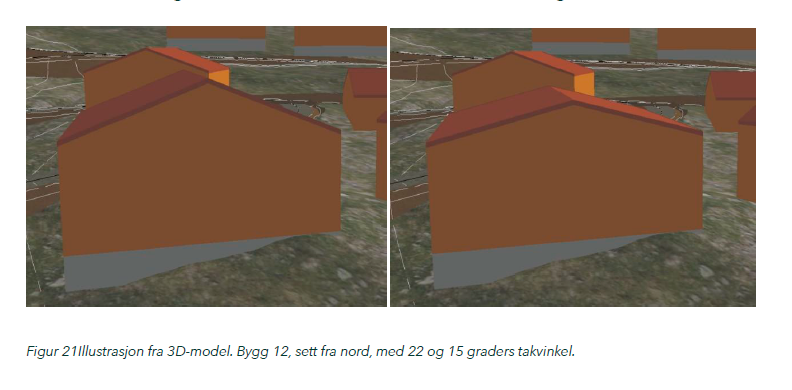 Figur 21Illustrasjon fra 3D-model. Bygg 12, sett fra nord, med 22 og 15 graders takvinkel.